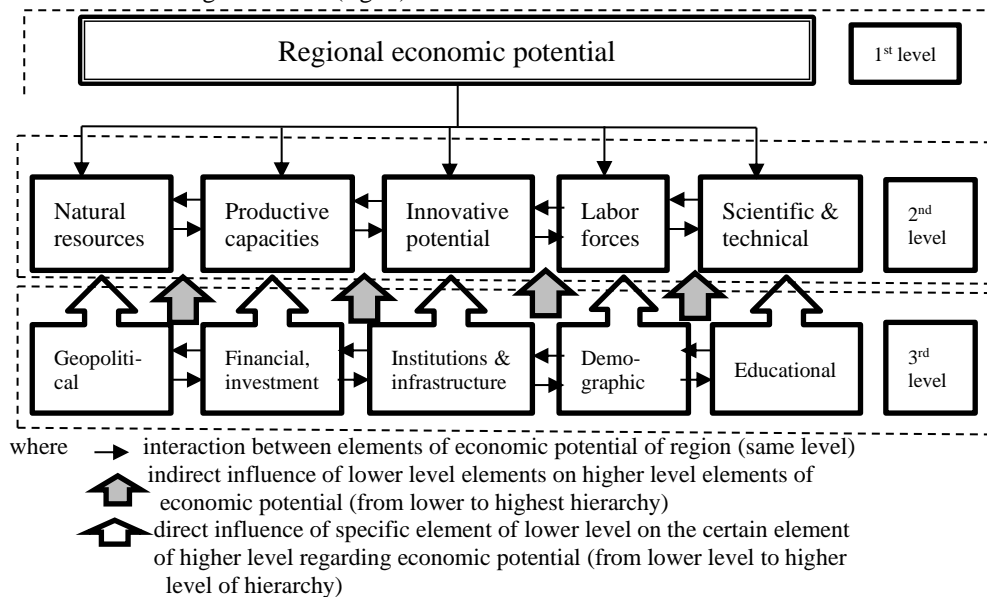 Regional economic potential
1st level
Natural
resources
Productive
capacities
Innovative
potential
Labor
forces
Scientific &
technical
2nd
level
Geopoliti-
cal
Financial,
investment
Institutions &
infrastructure
Demo-
graphic
Educational
3rd
level
where
interaction between elements of economic potential of region (same level)
indirect influence of lower level elements on higher level elements of
economic potential (from lower to highest hierarchy)
direct influence of specific element of lower level on the certain element
of higher level regarding economic potential (from lower level to higher
level of hierarchy)